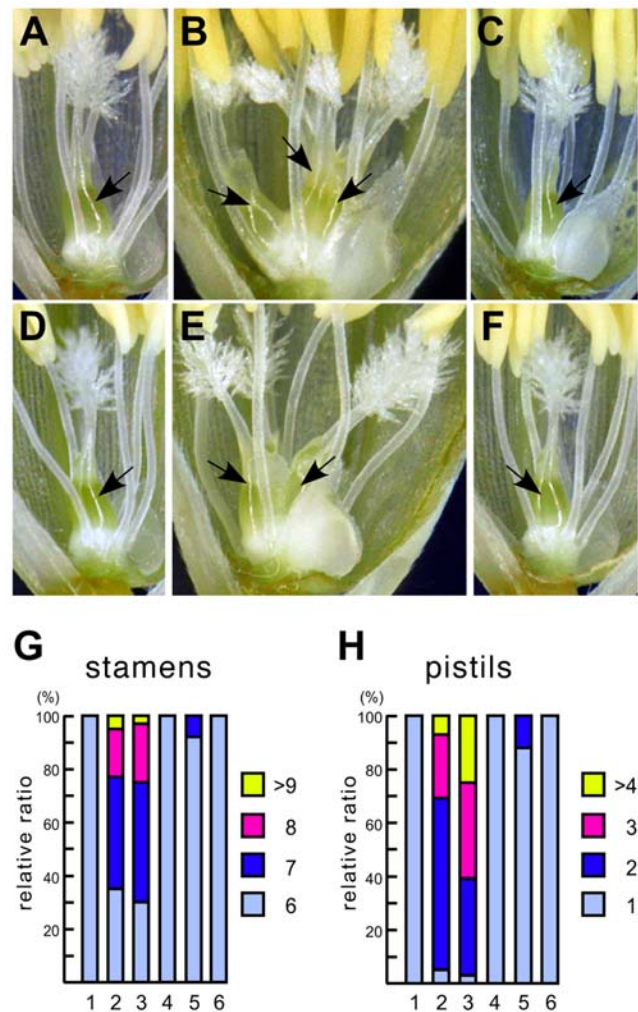 A B C
D E F
G stamens H pistils
(%) (%)
relative ratio relative ratio
100 100
80 80
60 60
40 40
20 20
>9 >4
8 3
7 2
6 1
1 2 3 4 5 6 1 2 3 4 5 6